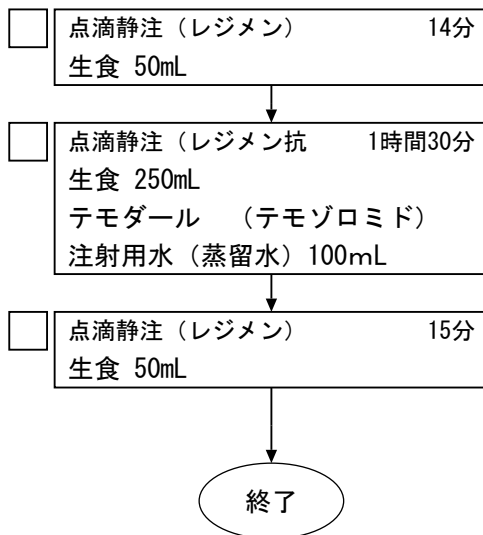 点滴静注（レジメン） 14分
生食 50mL
点滴静注（レジメン抗 1時間30分
生食 250mL
テモダール （テモゾロミド）
注射用水（蒸留水）100mL
点滴静注（レジメン） 15分
生食 50mL
終了